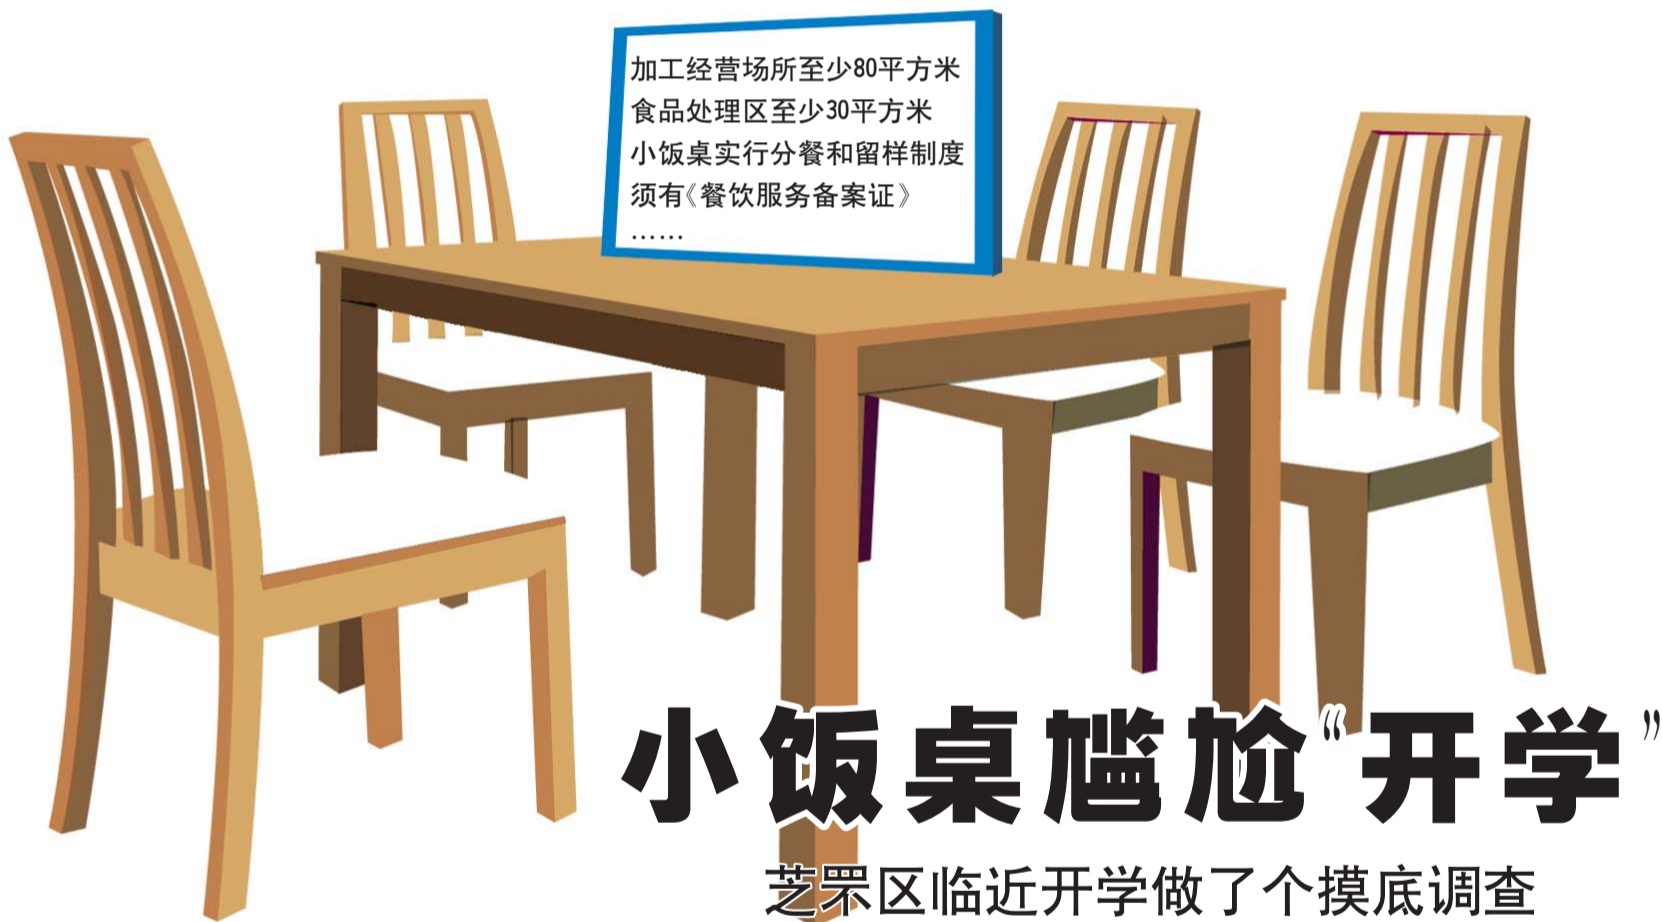 加工经营场所至少80平方米
食品处理区至少30平方米
小饭桌实行分餐和留样制度
须有《餐饮服务备案证》
……
小饭桌尴尬“开学”
芝罘区临近开学做了个摸底调查